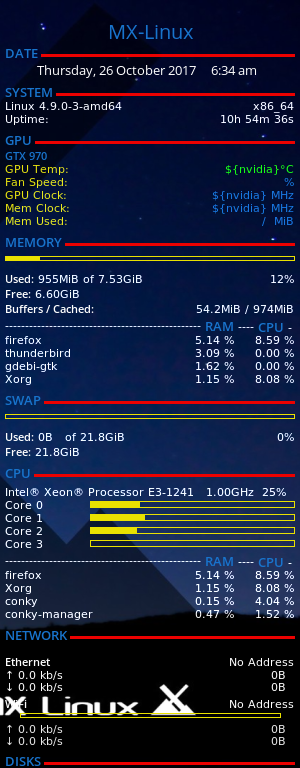 MX-Linux
DATE
Thursday, 26 October 2017 6:34 am
SYSTEM
Linux 4.9.0-3-amd64 x86_64
Uptime: 10h 54m 36s
GPU
GTX 970
GPU Temp: ${nvidia}°C
Fan Speed: %
GPU Clock: ${nvidia} MHz
Mem Clock: ${nvidia} MHz
Mem Used: / MiB
MEMORY
Used: 955MiB of 7.53GiB 12%
Free: 6.60GiB
Buffers / Cached: 54.2MiB / 974MiB
RAM ---- CPU -
firefox 5.14 % 8.59 %
thunderbird 3.09 % 0.00 %
gdebi-gtk 1.62 % 0.00 %
Xorg 1.15 % 8.08 %
SWAP
Used: 0B of 21.8GiB 0%
Free: 21.8GiB
CPU
Intel® Xeon® Processor E3-1241 1.00GHz 25%
Core 0
Core 1
Core 2
Core 3
RAM ---- CPU -
firefox 5.14 % 8.59 %
Xorg 1.15 % 8.08 %
conky 0.15 % 4.04 %
conky-manager 0.47 % 1.52 %
NETWORK
Ethernet No Address
↑ 0.0 kb/s 0B
↓ 0.0 kb/s 0B
WiFi No Address
x Linux
↑ 0.0 kb/s 0B
↓ 0.0 kb/s 0B
DISKS